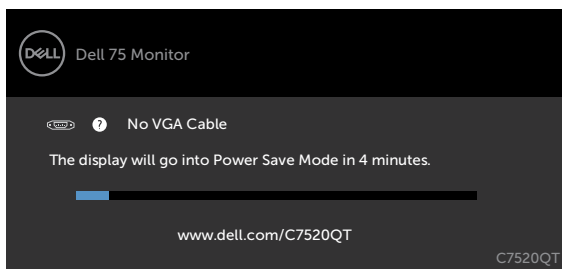 DELL Dell 75 Monitor
? No VGA Cable
The display will go into Power Save Mode in 4 minutes.
www.dell.com/C7520QT
C7520QT